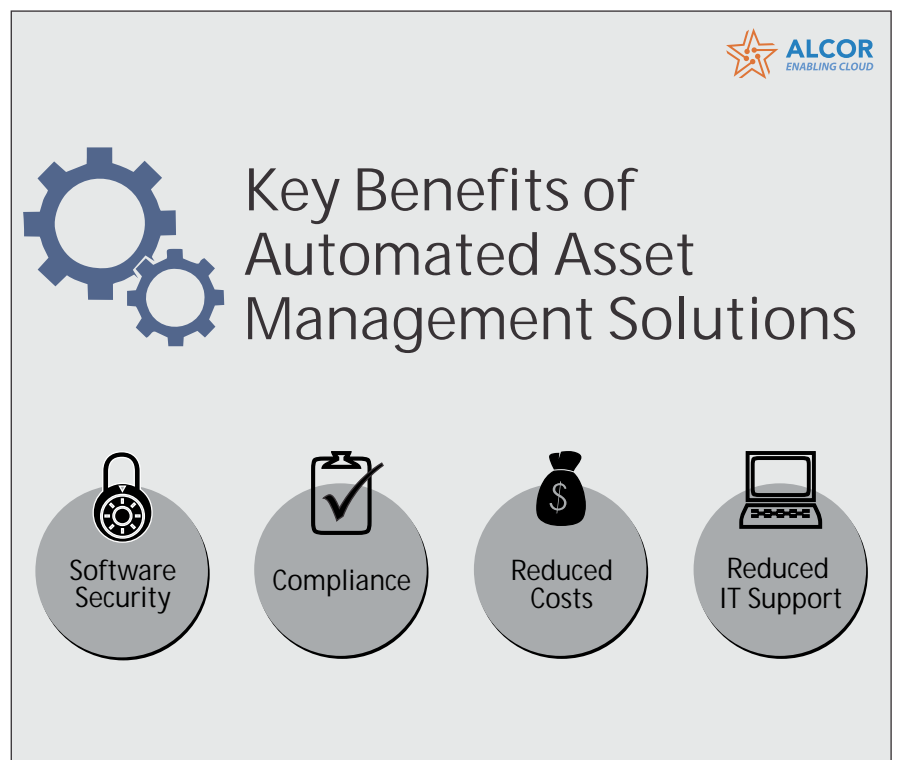 ALCOR
ENABLING CLOUD
Key Benefits of
Automated Asset
Management Solutions
Software
Security
Compliance
$
Reduced
Costs
Reduced
IT Support